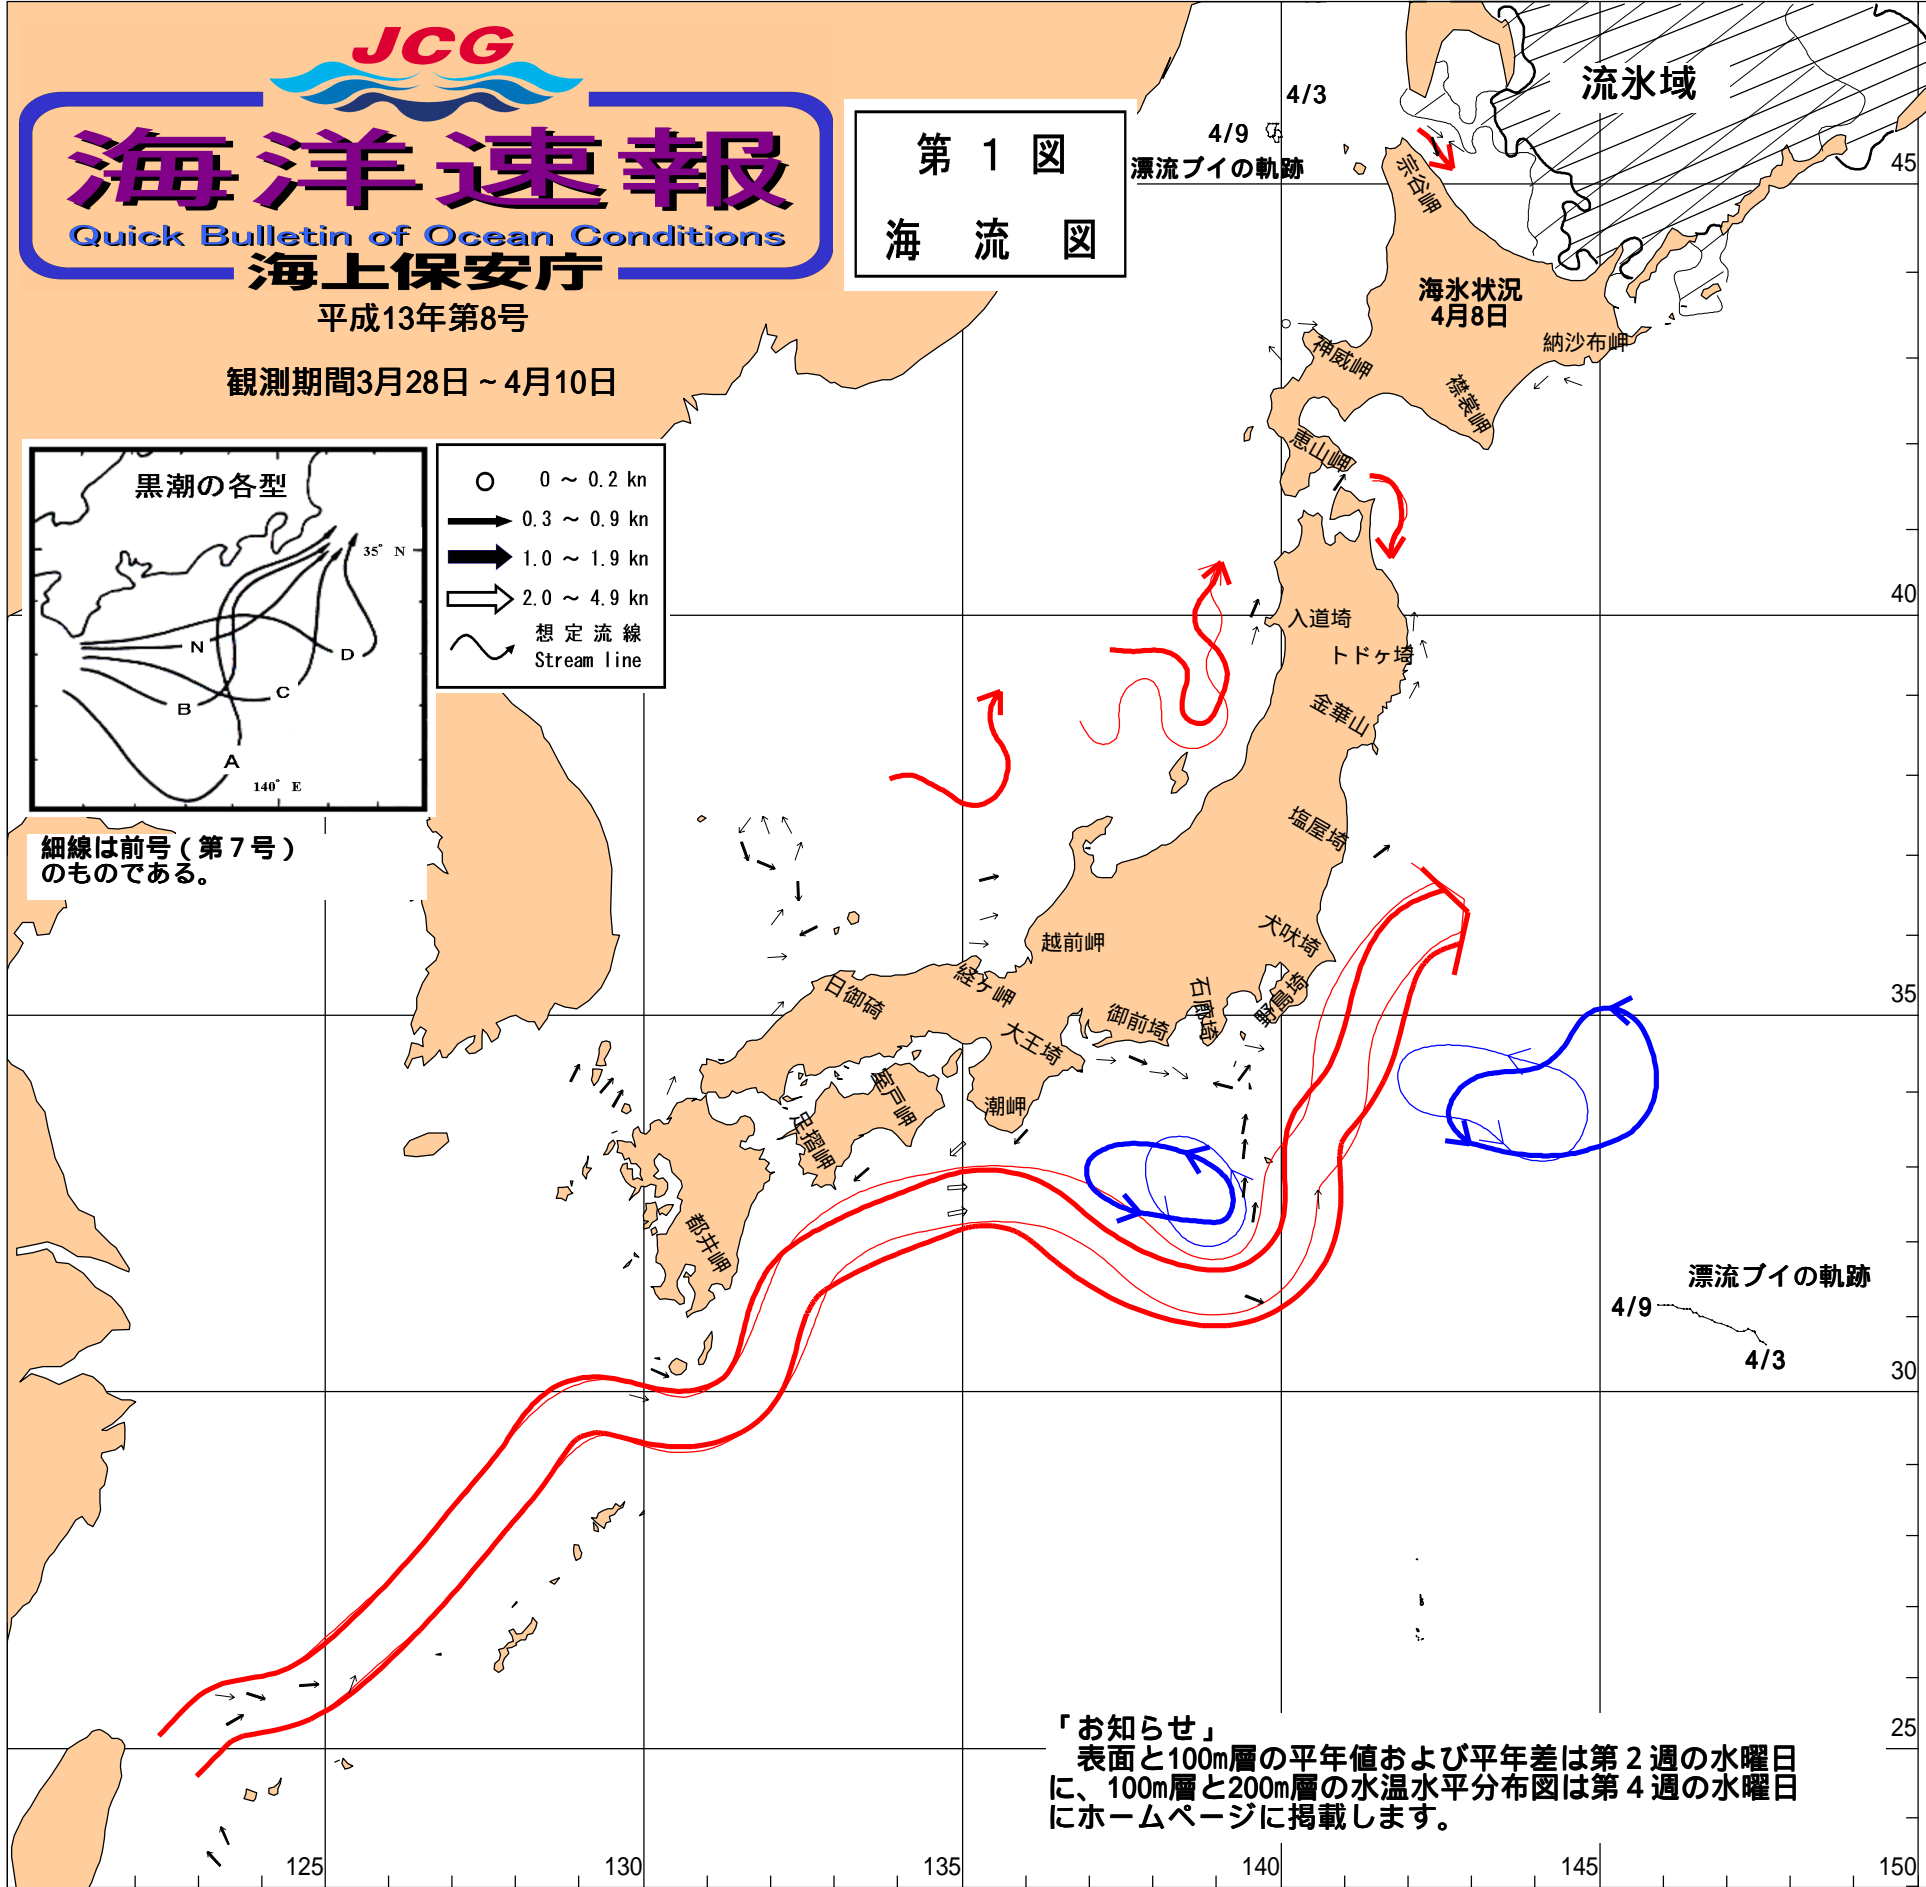 JCG
海洋速報
Quick Bulletin of Ocean Conditions
海上保安庁
平成13年第8号
観測期間3月28日~4月10日
第 1 図
海 流 図
黒潮の各型
35° N
N
D
C
B
A
140° E
0 ~ 0.2 kn
0.3 ~ 0.9 kn
1.0 ~ 1.9 kn
2.0 ~ 4.9 kn
想 定 流 線
Stream line
細線は前号(第7号)
のものである。
4/3
4/9
漂流ブイの軌跡
流氷域
宗谷岬
海氷状況
4月8日
納沙布岬
神威岬
襟裳岬
恵山岬
入道埼
トドヶ埼
金華山
塩屋埼
犬吠埼
越前岬
経ヶ岬
日御碕
石廊埼
野島埼
御前埼
大王埼
室戸岬
潮岬
足摺岬
都井岬
漂流ブイの軌跡
4/9
4/3
45
40
35
30
25
「お知らせ」
表面と100m層の平年値および平年差は第2週の水曜日
に、100m層と200m層の水温水平分布図は第4週の水曜日
にホームページに掲載します。
125
130
135
140
145
150